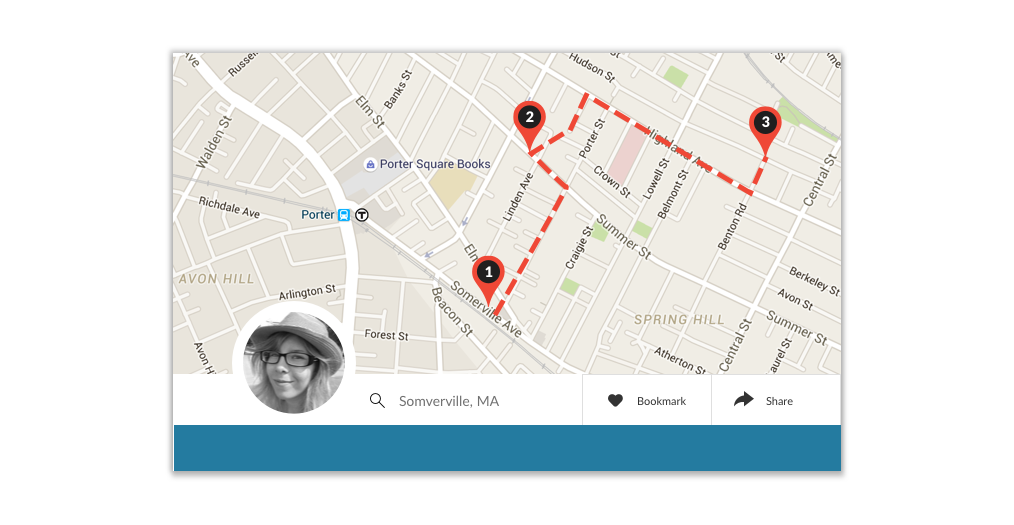 Ave
Russell
Hudson St
Banks St
Elm St
Walden St
2
3
Porter St
Highland Ave
Porter Square Books
Crown St
Lowell St
Belmont St
Central St
Linden Ave
Richdale Ave
Porter
T
Benton Rd
Summer St
Craigie St
Elm
1
AVON HILL
Arlington St
Somerville Ave
Beacon St
Berkeley St
Avon St
SPRING HILL
Summer St
Central St
Forest St
Atherton St
aurel St
Avon H
Somverville, MA
Bookmark
Share